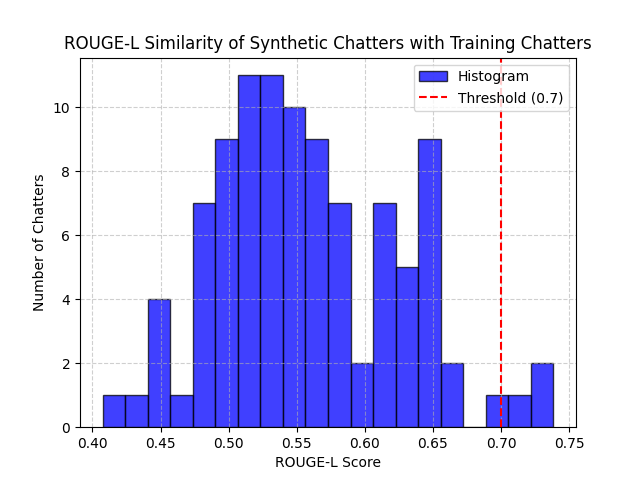 ROUGE-L Similarity of Synthetic Chatters with Training Chatters
Histogram
Threshold (0.7)
Number of Chatters
10
8
6
4
2
0
0.40 0.45 0.50 0.55 0.60 0.65 0.70 0.75
ROUGE-L Score